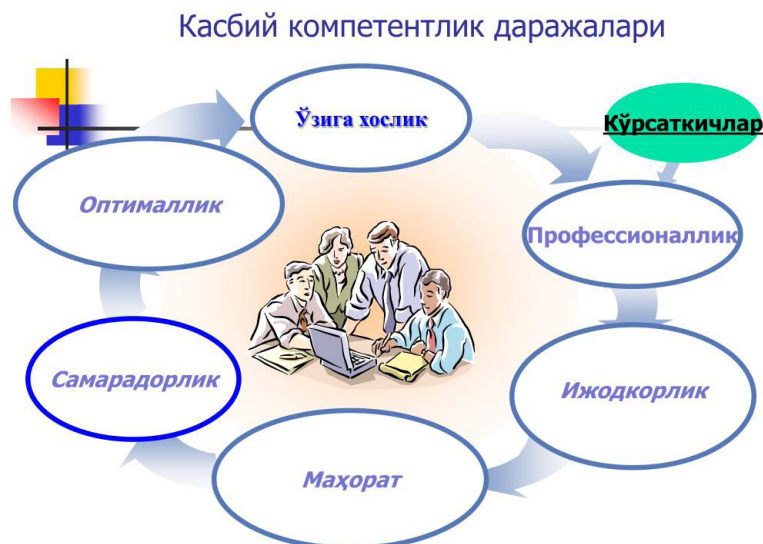 Касбий компетентлик даражалари
Ўзига хослик
Кўрсаткичлар
Оптималлик
Профессионаллик
Самарадорлик
Ижодкорлик
Маҳорат